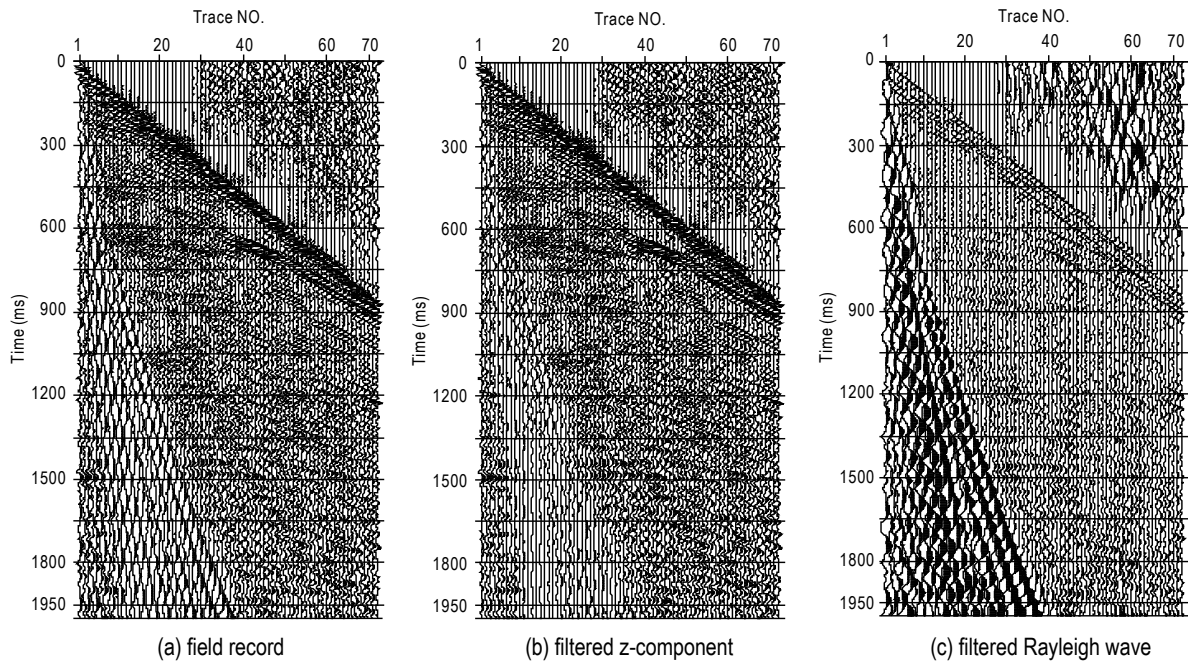 Trace NO.
1 20 40 60 70
0
300
600
900
1200
1500
1800
1950
Time (ms)
(a) field record
Trace NO.
1 20 40 60 70
0
300
600
900
1200
1500
1800
1950
Time (ms)
(b) filtered z-component
Trace NO.
1 20 40 60 70
0
300
600
900
1200
1500
1800
1950
Time (ms)
(c) filtered Rayleigh wave